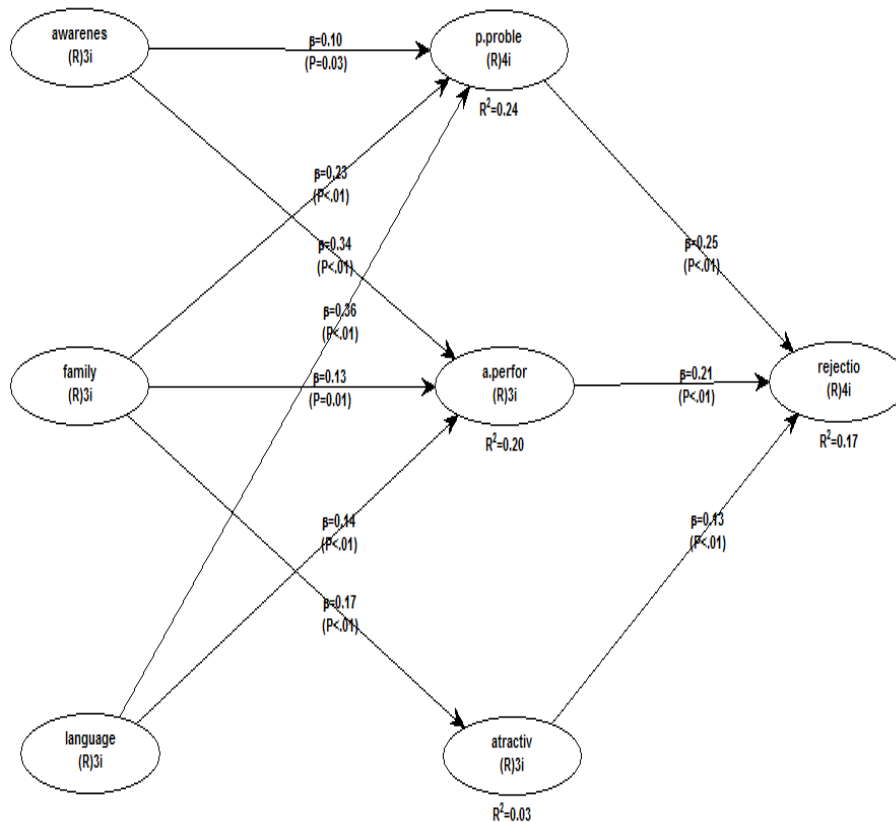 awarenes
(R)3i
p.proble
(R)4i
R²=0.24
β=0.10
(P=0.03)
β=0.23
(P<.01)
β=0.34
(P<.01)
β=0.36
(P<.01)
β=0.25
(P<.01)
family
(R)3i
β=0.13
(P=0.01)
a.perfor
(R)3i
R²=0.20
β=0.21
(P<.01)
rejectio
(R)4i
R²=0.17
β=0.14
(P<.01)
β=0.13
(P<.01)
β=0.17
(P<.01)
language
(R)3i
atractiv
(R)3i
R²=0.03